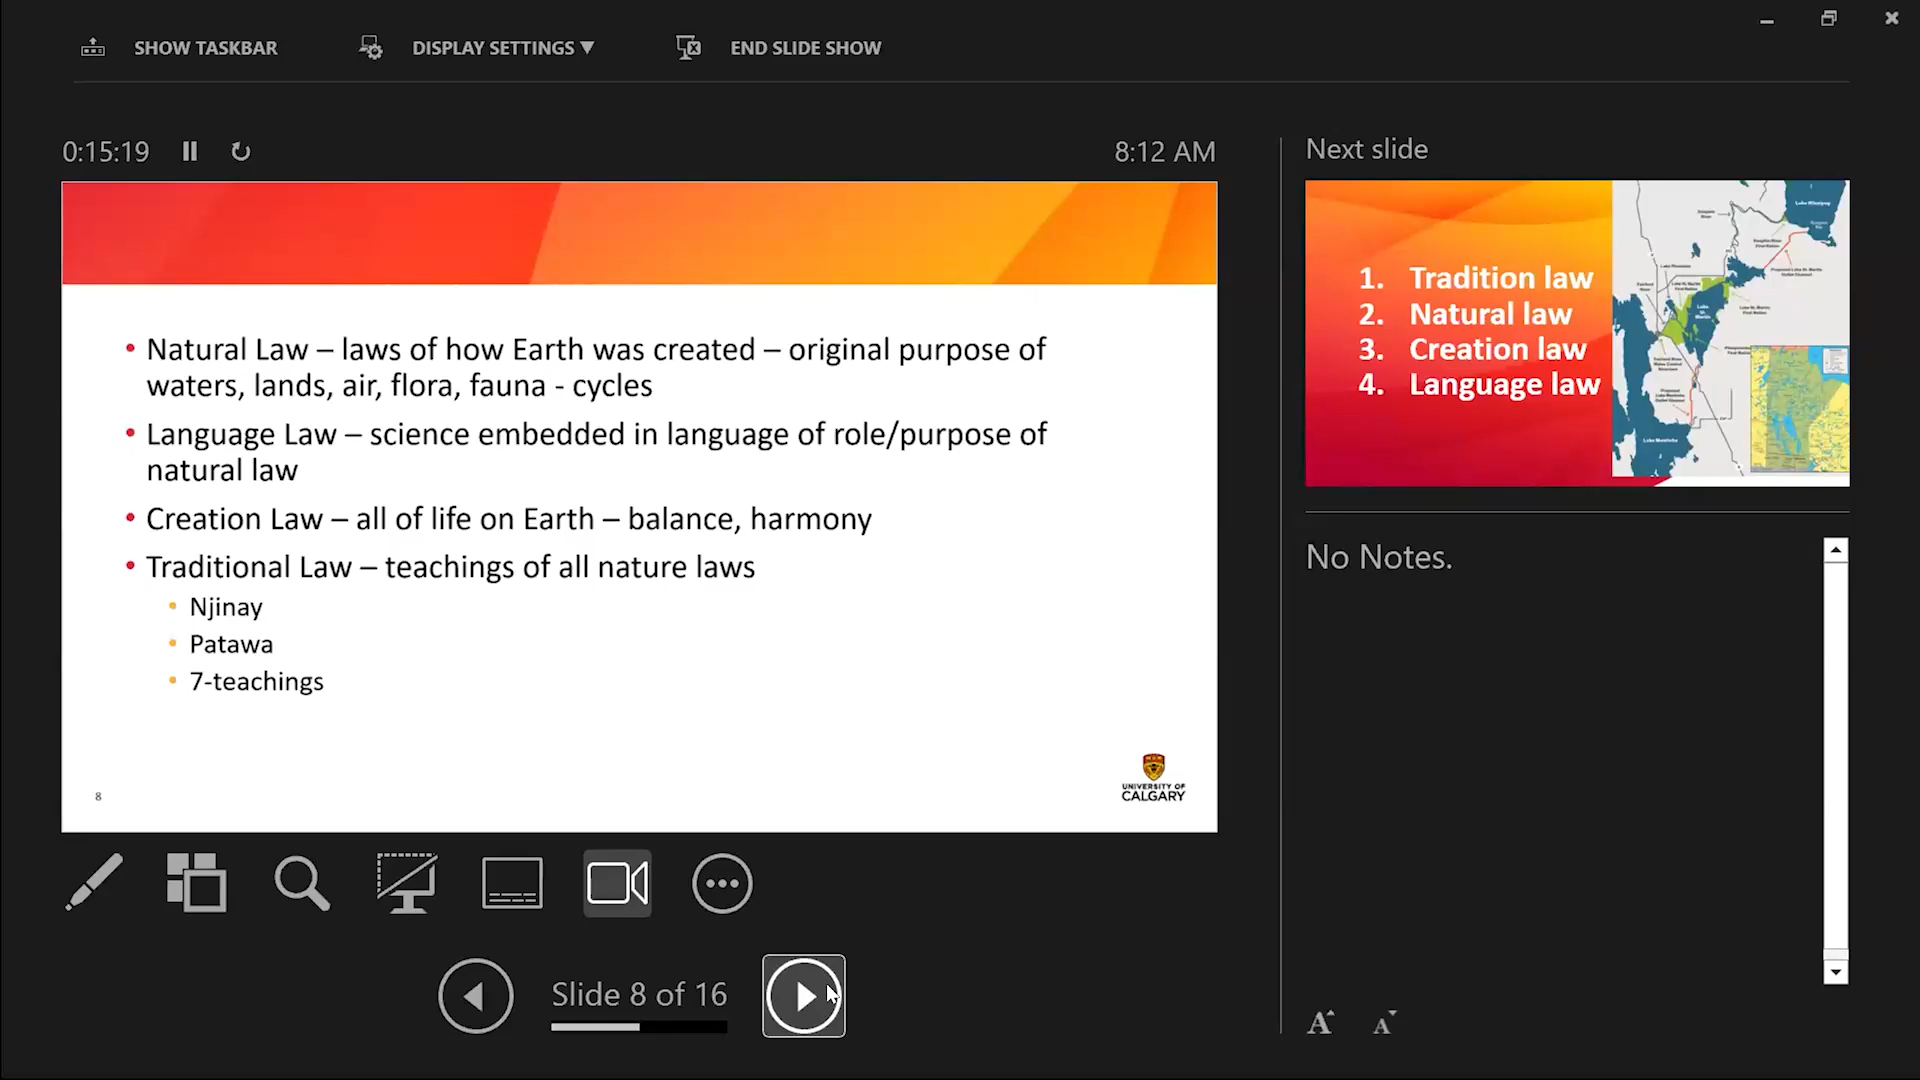 SHOW TASKBAR
DISPLAY SETTINGS ▼
END SLIDE SHOW
0:15:19
8:12 AM
• Natural Law – laws of how Earth was created – original purpose of
waters, lands, air, flora, fauna - cycles
• Language Law – science embedded in language of role/purpose of
natural law
• Creation Law – all of life on Earth – balance, harmony
• Traditional Law – teachings of all nature laws
• Njinay
• Patawa
• 7-teachings
8
UNIVERSITY OF
CALGARY
Slide 8 of 16
Next slide
1. Tradition law
2. Natural law
3. Creation law
4. Language law
Lake Winnipeg
Lake Manitoba
No Notes.
A
A